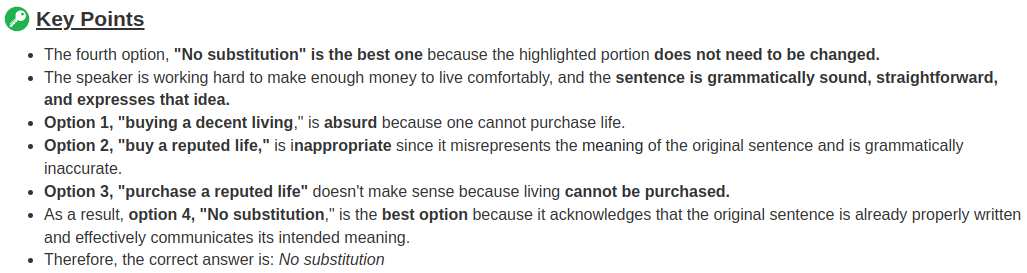 Key Points
The fourth option, "No substitution" is the best one because the highlighted portion does not need to be changed.
The speaker is working hard to make enough money to live comfortably, and the sentence is grammatically sound, straightforward,
and expresses that idea.
Option 1, "buying a decent living," is absurd because one cannot purchase life.
Option 2, "buy a reputed life," is inappropriate since it misrepresents the meaning of the original sentence and is grammatically
inaccurate.
Option 3, "purchase a reputed life" doesn't make sense because living cannot be purchased.
As a result, option 4, "No substitution," is the best option because it acknowledges that the original sentence is already properly written
and effectively communicates its intended meaning.
Therefore, the correct answer is: No substitution